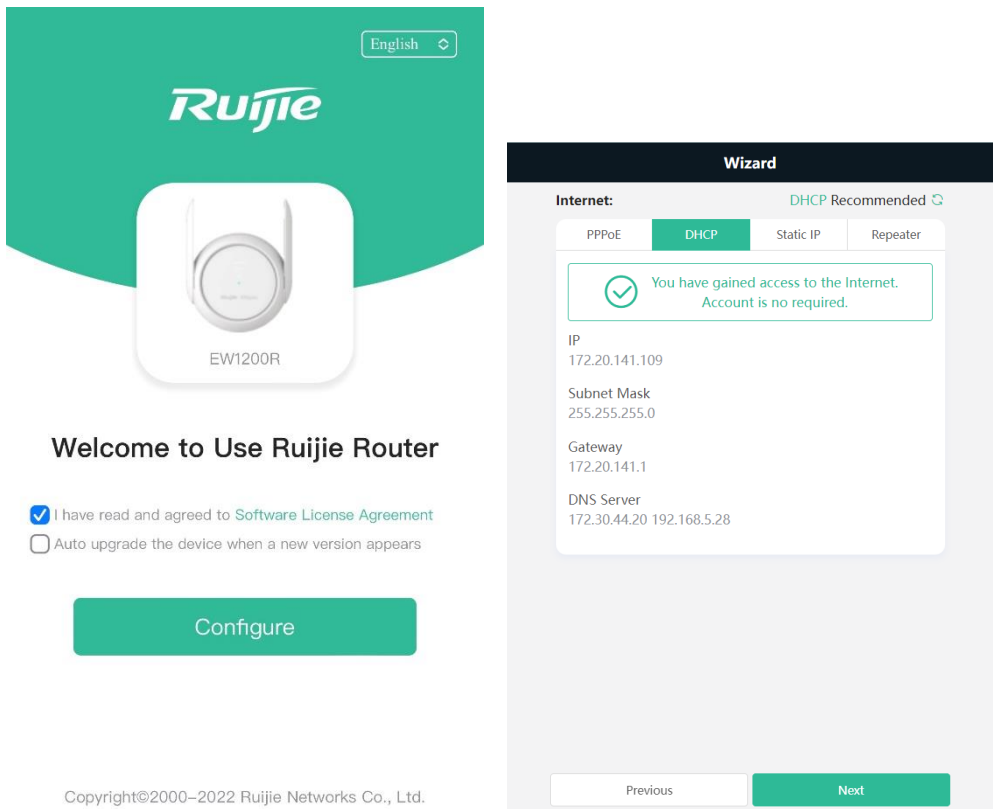 English
Ruijie
EW1200R
Welcome to Use Ruijie Router
I have read and agreed to Software License Agreement
Auto upgrade the device when a new version appears
Configure
Copyright©2000–2022 Ruijie Networks Co., Ltd.
Wizard
Internet:
DHCP Recommended
PPPoE
DHCP
Static IP
Repeater
You have gained access to the Internet.
Account is no required.
IP
172.20.141.109
Subnet Mask
255.255.255.0
Gateway
172.20.141.1
DNS Server
172.30.44.20 192.168.5.28
Previous
Next